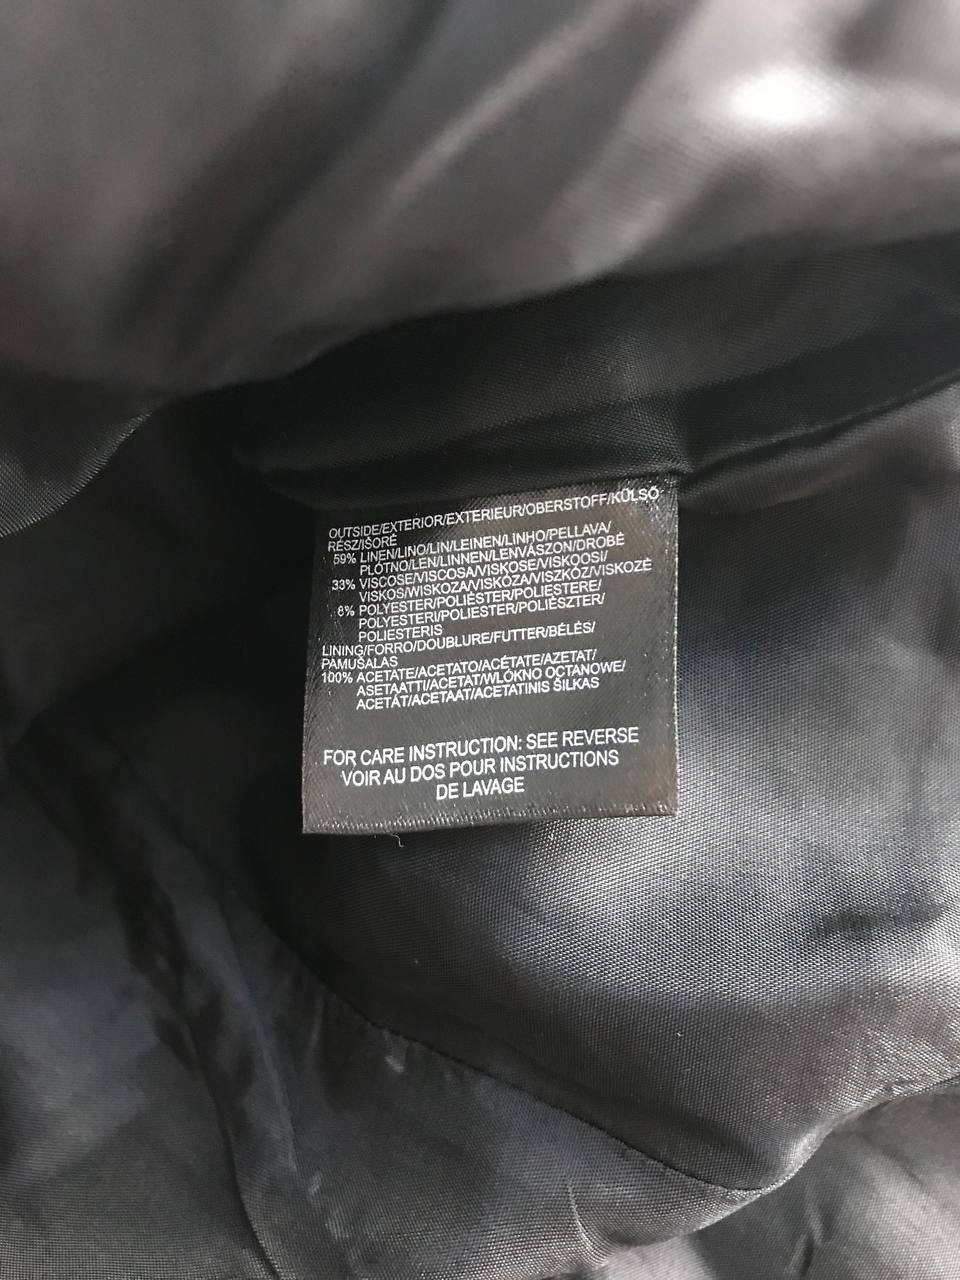 OUTSIDE/EXTERIOR/EXTERIEUR/OBERSTOFF/KÜLSŐ
RÉSZ/IŠORĖ
59% LINEN/LINO/LIN/LEINEN/LINHO/PELLAVA/
PLÓTNO/LEN/LINNEN/LENVÁSZON/DROBĖ
33% VISCOSE/VISCOSA/VISKOSE/VISKOOSI/
VISKOS/WISKOZA/VISKÓZA/VISZKÓZ/VISKOZĖ
8% POLYESTER/POLIÉSTER/POLIESTERE/
POLYESTERI/POLIESTER/POLIÉSZTER/
POLIESTERIS
LINING/FORRO/DOUBLURE/FUTTER/BÉLÉS/
PAMUŠALAS
100% ACETATE/ACETATO/ACÉTATE/AZETAT/
ASETAATTI/ACETAT/WLÓKNO OCTANOWE/
ACETÁT/ACETAAT/ACETATINIS ŠILKAS
FOR CARE INSTRUCTION: SEE REVERSE
VOIR AU DOS POUR INSTRUCTIONS
DE LAVAGE